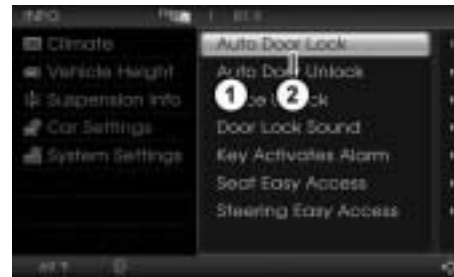 INFO
Climate
Vehicle Height
Suspension Info
Car Settings
System Settings
Auto Door Lock
Auto Door Unlock
1 2
Door Lock Sound
Key Activates Alarm
Seat Easy Access
Steering Easy Access